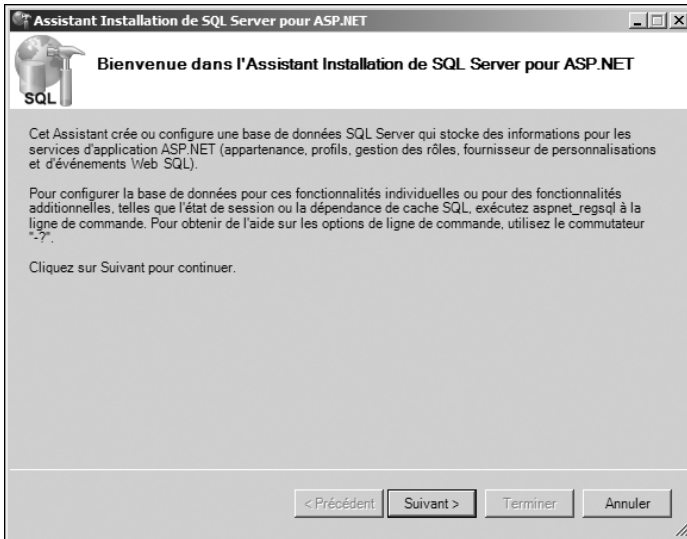 Assistant Installation de SQL Server pour ASP.NET
Bienvenue dans l'Assistant Installation de SQL Server pour ASP.NET
SQL
Cet Assistant crée ou configure une base de données SQL Server qui stocke des informations pour les
services d'application ASP.NET (appartenance, profils, gestion des rôles, fournisseur de personnalisations
et d'événements Web SQL).
Pour configurer la base de données pour ces fonctionnalités individuelles ou pour des fonctionnalités
additionnelles, telles que l'état de session ou la dépendance de cache SQL, exécutez aspnet_regsql à la
ligne de commande. Pour obtenir de l'aide sur les options de ligne de commande, utilisez le commutateur
"-?".
Cliquez sur Suivant pour continuer.
< Précédent
Suivant >
Terminer
Annuler